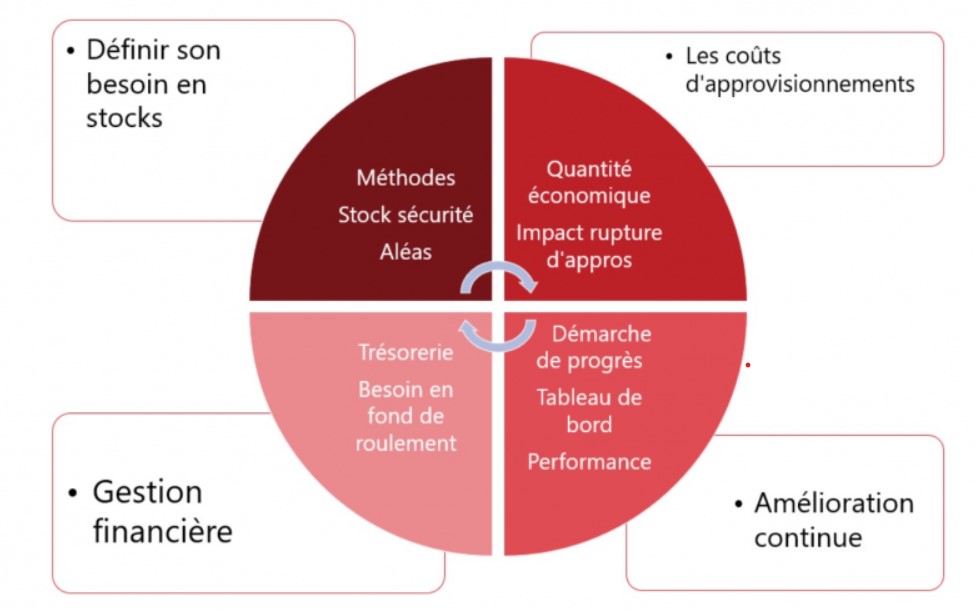 • Définir son
besoin en
stocks
• Les coûts
d'approvisionnements
Méthodes
Stock sécurité
Aléas
Quantité
économique
Impact rupture
d'appros
Trésorerie
Besoin en
fond de
roulement
Démarche
de progrès
Tableau de
bord
Performance
• Gestion
financière
• Amélioration
continue